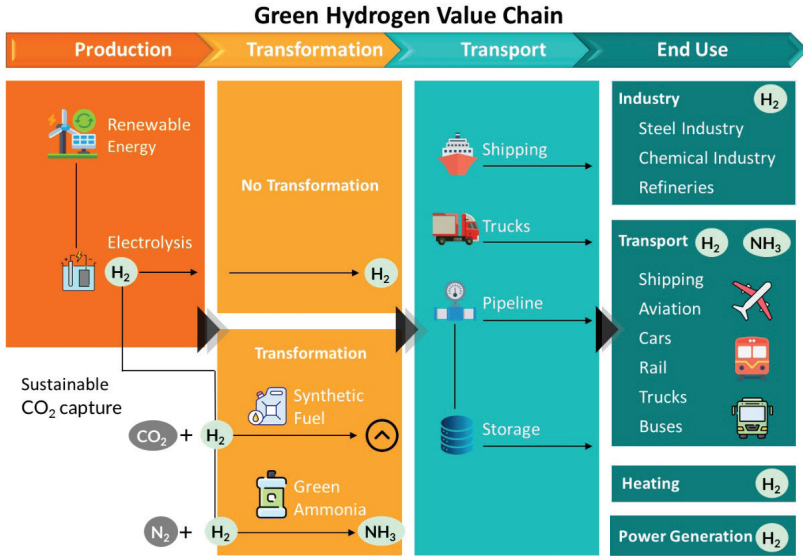 Green Hydrogen Value Chain
Production
Transformation
Transport
End Use
Renewable
Energy
Electrolysis
H₂
Sustainable
CO₂ capture
CO₂ + H₂
N₂ + H₂
No Transformation
H₂
Transformation
Synthetic
Fuel
Green
Ammonia
NH₃
Shipping
Trucks
Pipeline
Storage
Industry H₂
Steel Industry
Chemical Industry
Refineries
Transport H₂ NH₃
Shipping
Aviation
Cars
Rail
Trucks
Buses
Heating H₂
Power Generation H₂